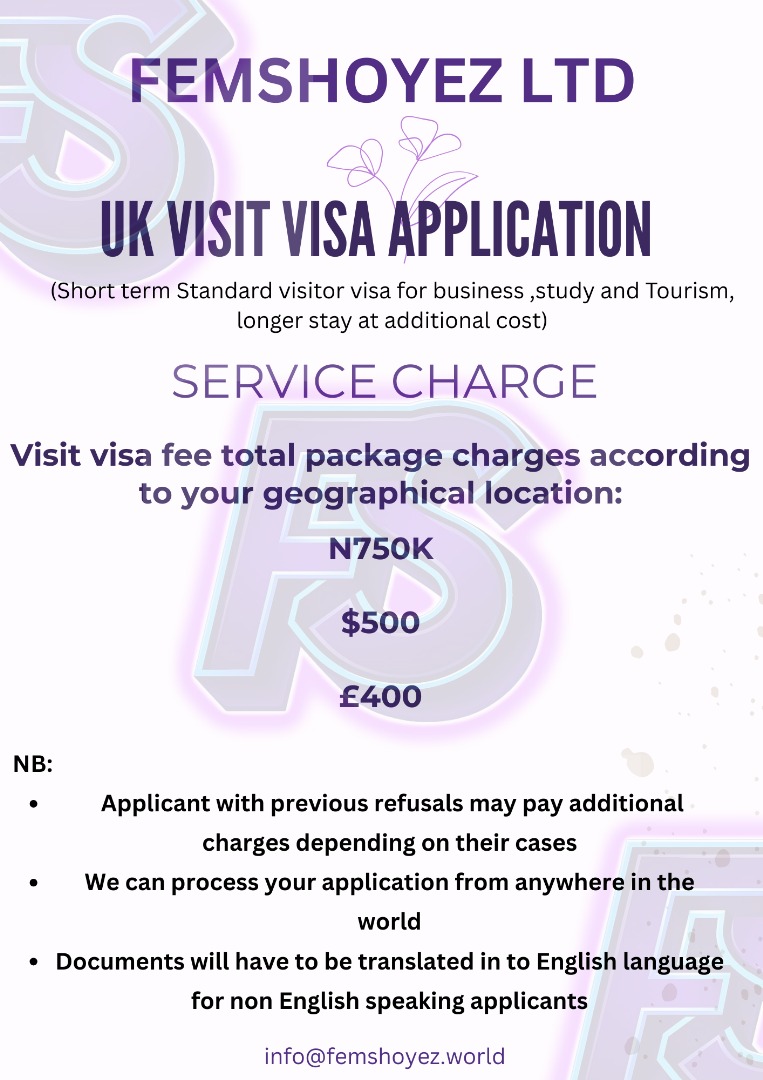 FEMSHOYEZ LTD
UK VISIT VISA APPLICATION
(Short term Standard visitor visa for business ,study and Tourism,
longer stay at additional cost)
SERVICE CHARGE
Visit visa fee total package charges according
to your geographical location:
N750K
$500
£400
NB:
• Applicant with previous refusals may pay additional
charges depending on their cases
• We can process your application from anywhere in the
world
• Documents will have to be translated in to English language
for non English speaking applicants
info@femshoyez.world
FS
FS
FS